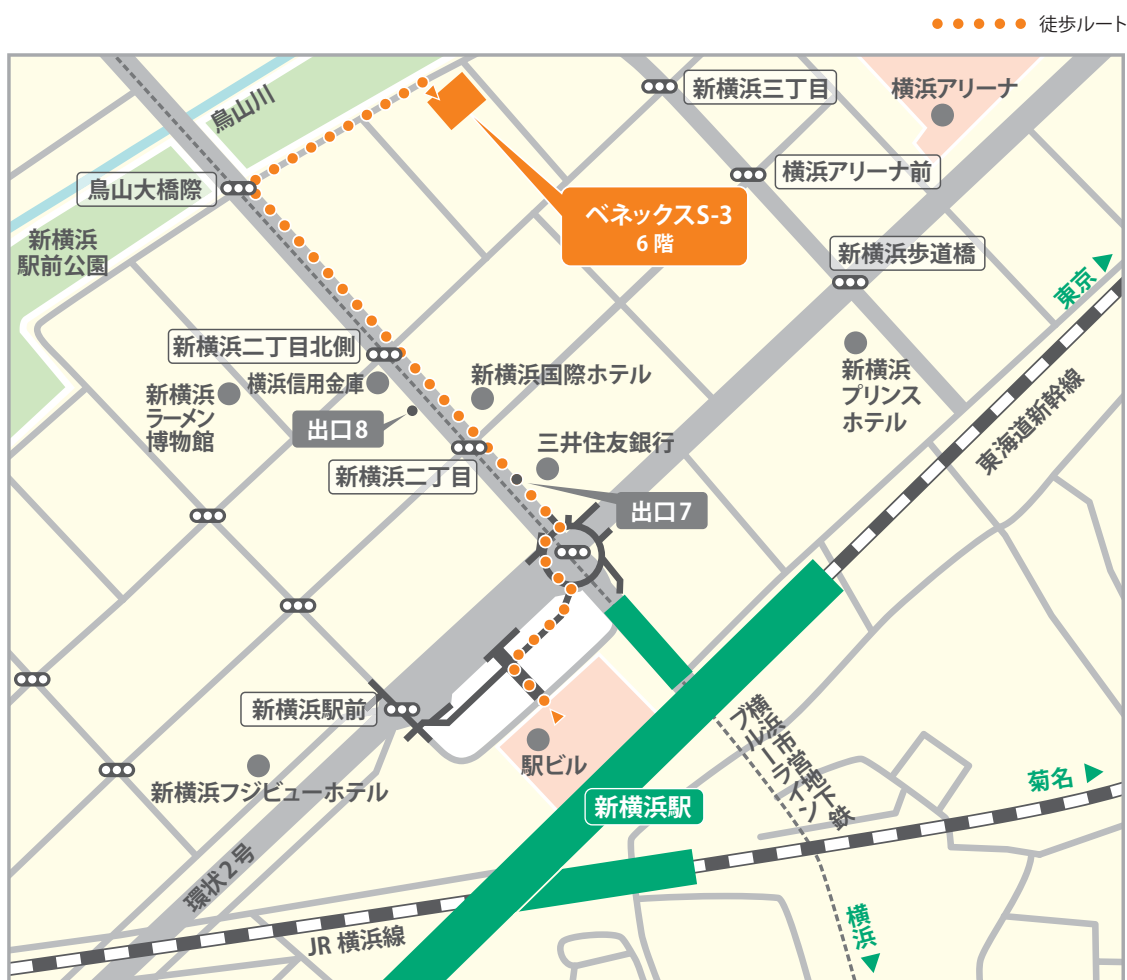 徒歩ルート
新横浜三丁目
横浜アリーナ
鳥山川
横浜アリーナ前
鳥山大橋際
ベネックスS-3
6階
新横浜
駅前公園
新横浜歩道橋
東京
新横浜二丁目北側
新横浜国際ホテル
横浜信用金庫
新横浜
ラーメン
博物館
新横浜
プリンス
ホテル
東海道新幹線
出口8
三井住友銀行
新横浜二丁目
出口7
新横浜駅前
駅ビル
横浜市営地下鉄
ブルーライン
新横浜フジビューホテル
新横浜駅
菊名
環状2号
JR 横浜線
横浜